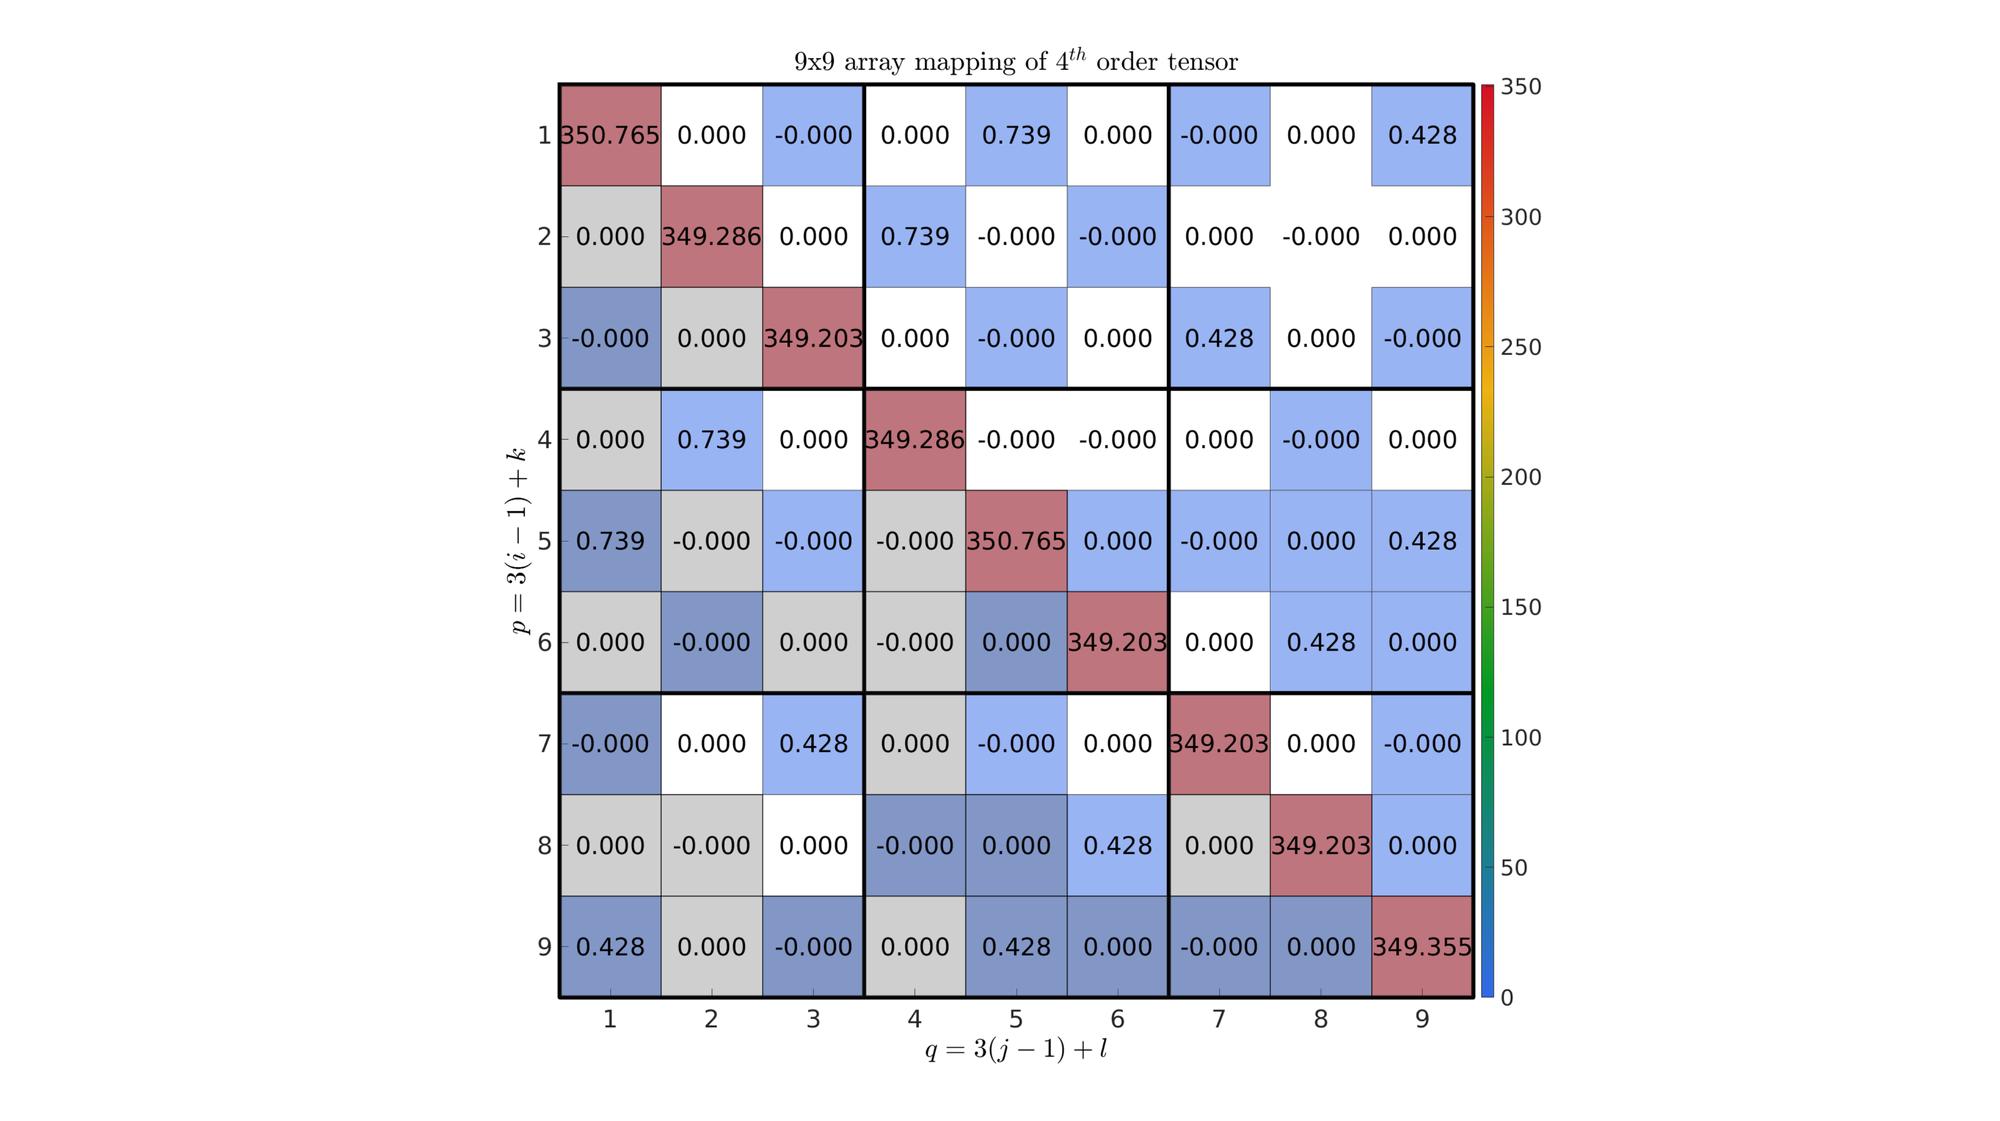 9x9 array mapping of 4th order tensor
1 350.765 0.000 -0.000 0.000 0.739 0.000 -0.000 0.000 0.428
2 0.000 349.286 0.000 0.739 -0.000 -0.000 0.000 -0.000 0.000
3 -0.000 0.000 349.203 0.000 -0.000 0.000 0.428 0.000 -0.000
4 0.000 0.739 0.000 349.286 -0.000 -0.000 0.000 -0.000 0.000
5 0.739 -0.000 -0.000 -0.000 350.765 0.000 -0.000 0.000 0.428
6 0.000 -0.000 0.000 -0.000 0.000 349.203 0.000 0.428 0.000
7 -0.000 0.000 0.428 0.000 -0.000 0.000 349.203 0.000 -0.000
8 0.000 -0.000 0.000 -0.000 0.000 0.428 0.000 349.203 0.000
9 0.428 0.000 -0.000 0.000 0.428 0.000 -0.000 0.000 349.355
1 2 3 4 5 6 7 8 9
q = 3(j − 1) + l
p = 3(i − 1) + k
350
300
250
200
150
100
50
0